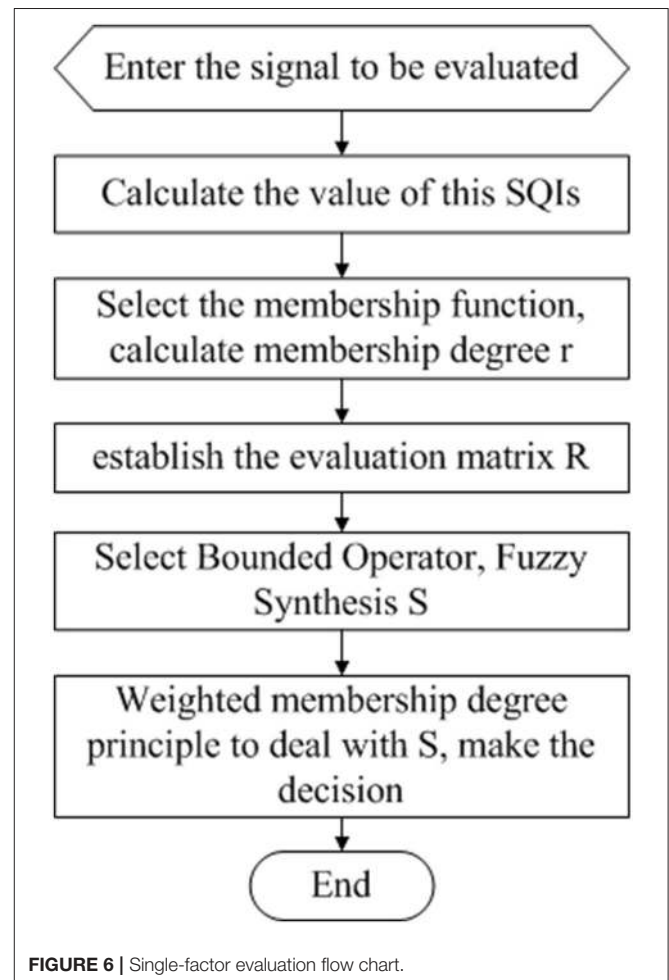 Enter the signal to be evaluated
Calculate the value of this SQIs
Select the membership function,
calculate membership degree r
establish the evaluation matrix R
Select Bounded Operator, Fuzzy
Synthesis S
Weighted membership degree
principle to deal with S, make the
decision
End
FIGURE 6 | Single-factor evaluation flow chart.